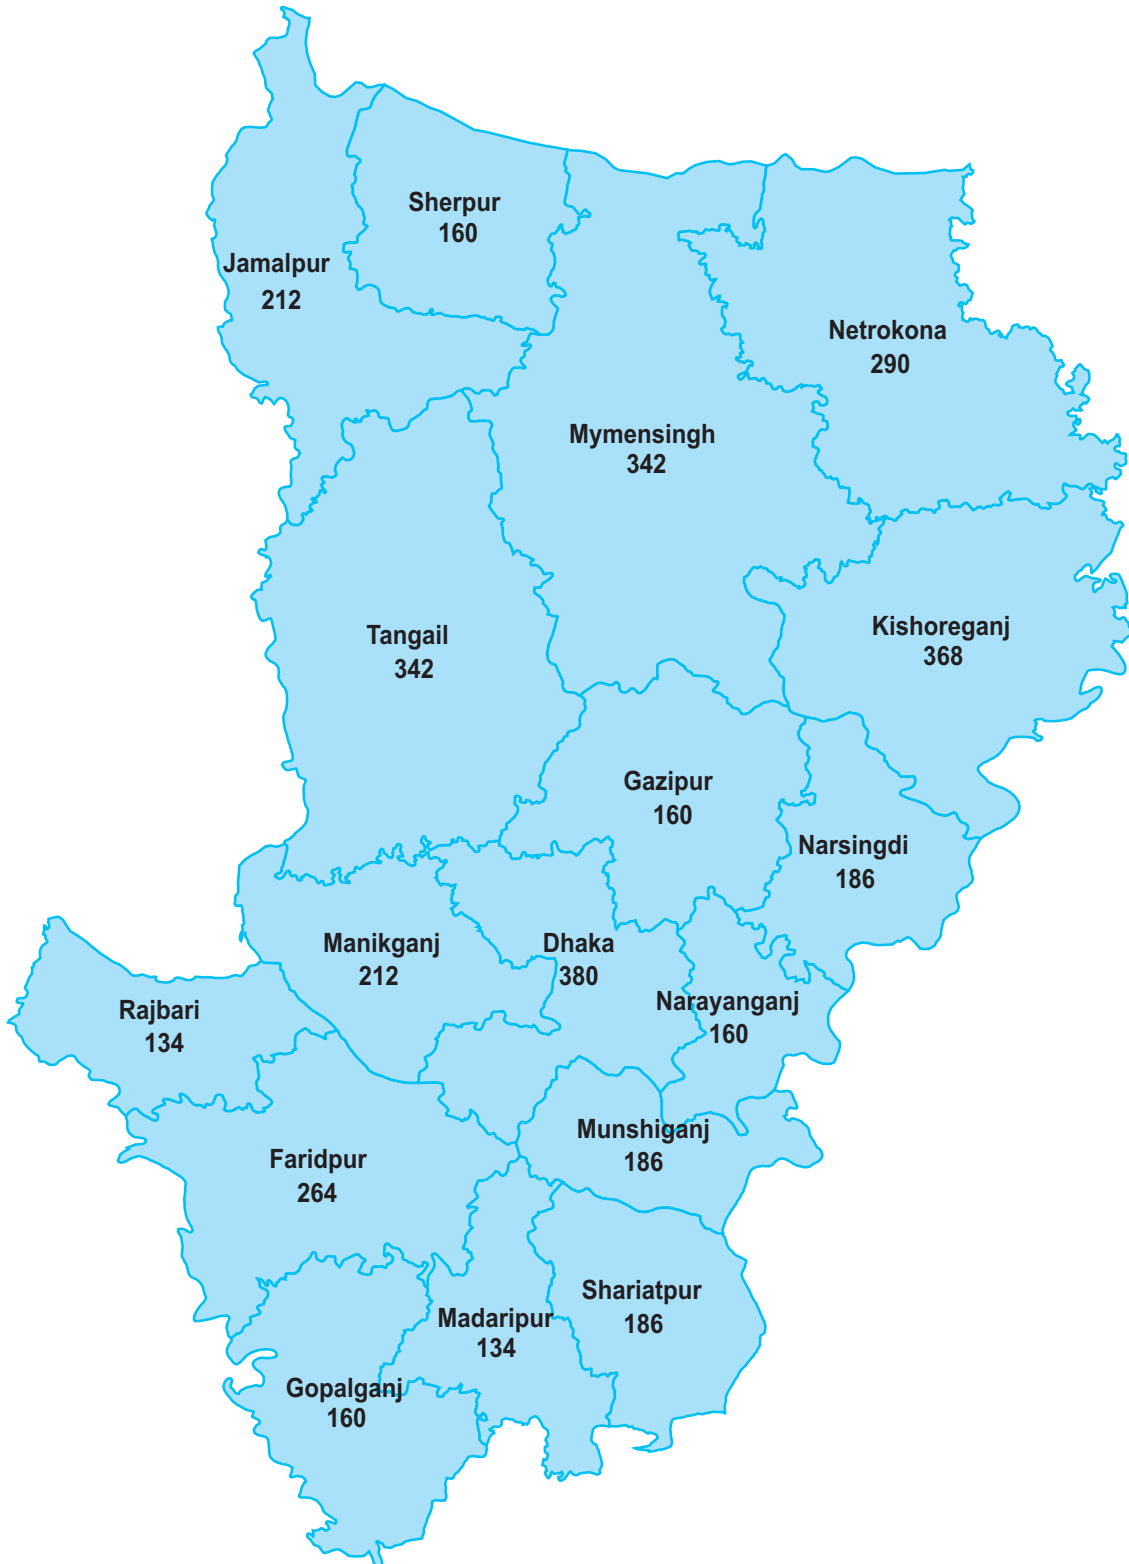 Sherpur
160
Jamalpur
212
Netrokona
290
Mymensingh
342
Tangail
342
Kishoreganj
368
Gazipur
160
Narsingdi
186
Manikganj
212
Dhaka
380
Narayanganj
160
Rajbari
134
Munshiganj
186
Faridpur
264
Shariatpur
186
Madaripur
134
Gopalganj
160